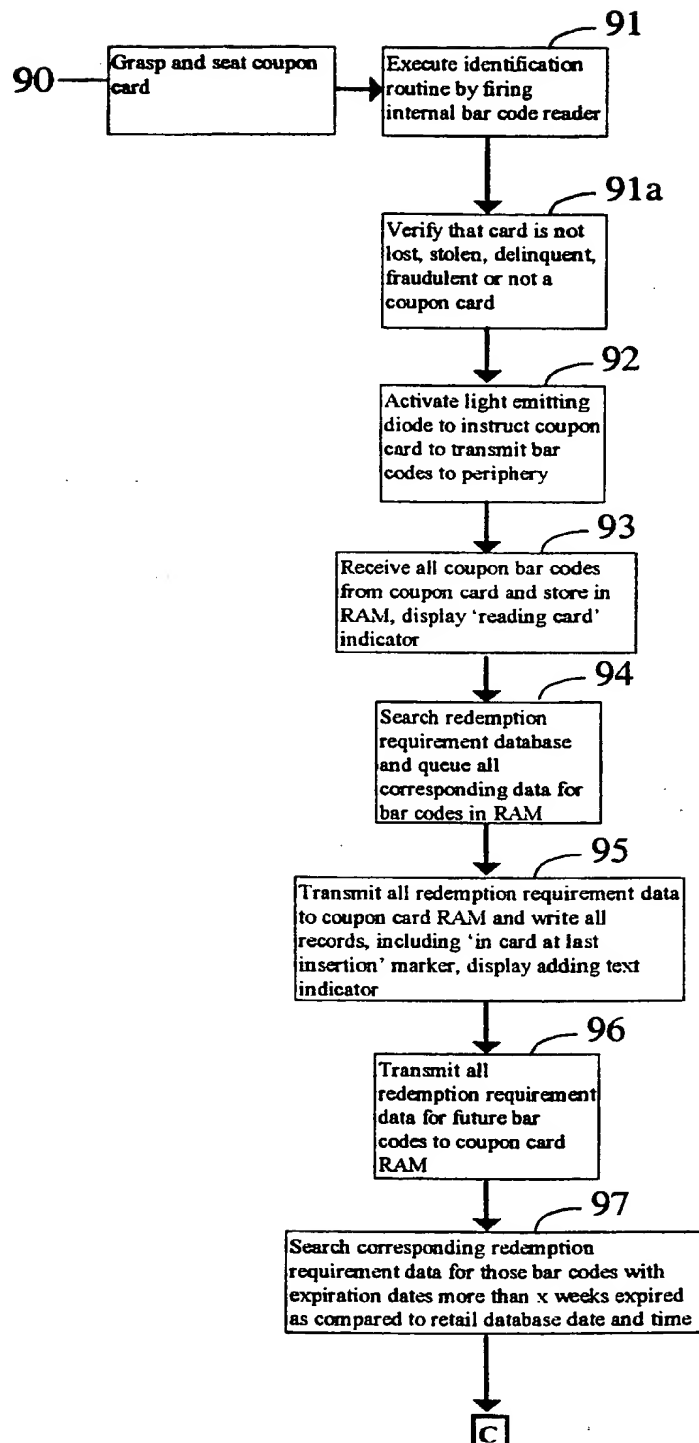 91
90
Grasp and seat coupon
card
Execute identification
routine by firing
internal bar code reader
91a
Verify that card is not
lost, stolen, delinquent,
fraudulent or not a
coupon card
92
Activate light emitting
diode to instruct coupon
card to transmit bar
codes to periphery
93
Receive all coupon bar codes
from coupon card and store in
RAM, display ‘reading card’
indicator
94
Search redemption
requirement database
and queue all
corresponding data for
bar codes in RAM
95
Transmit all redemption requirement data
to coupon card RAM and write all
records, including ‘in card at last
insertion’ marker, display adding text
indicator
96
Transmit all
redemption requirement
data for future bar
codes to coupon card
RAM
97
Search corresponding redemption
requirement data for those bar codes with
expiration dates more than x weeks expired
as compared to retail database date and time
C